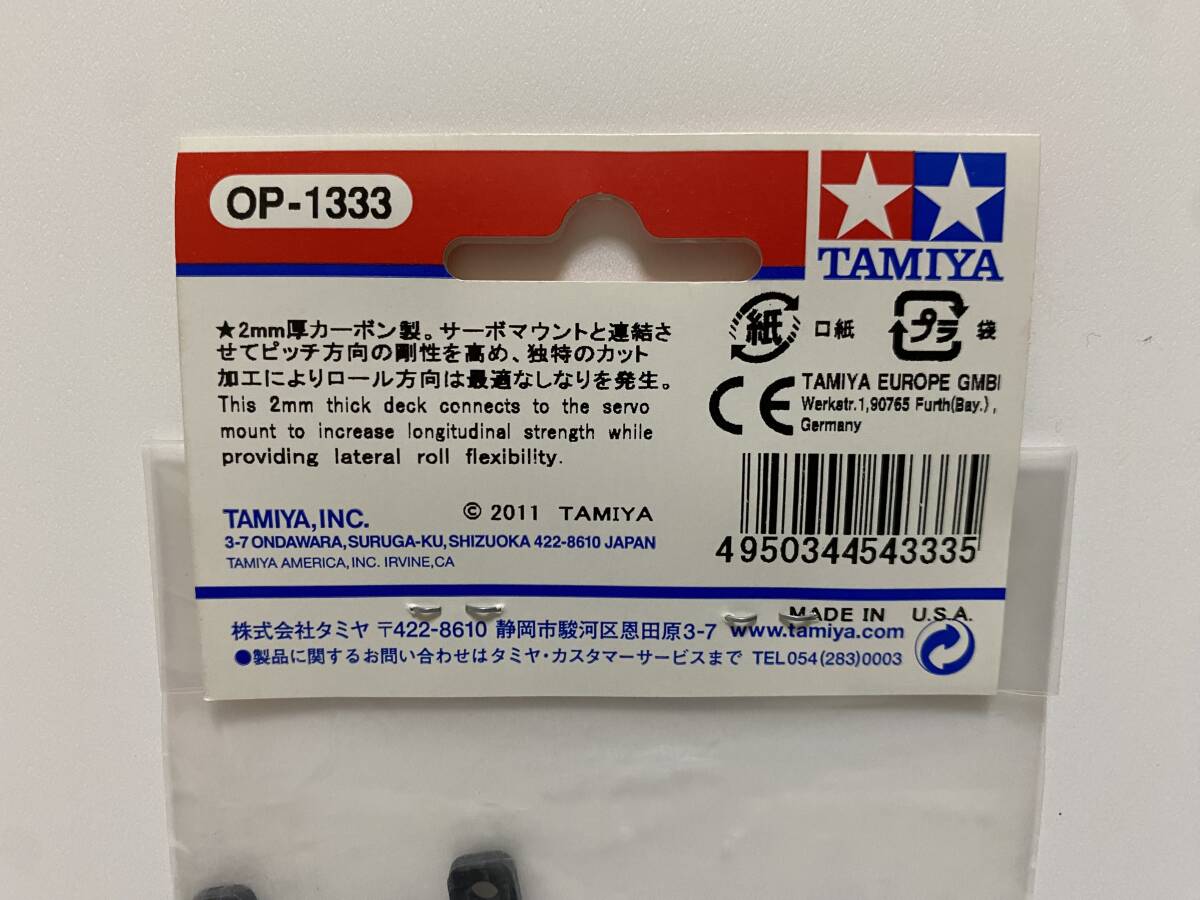 OP-1333
TAMIYA
★2mm厚カーボン製。サーボマウントと連結さ
せてピッチ方向の剛性を高め、独特のカット
加工によりロール方向は最適なしなりを発生。
This 2mm thick deck connects to the servo
mount to increase longitudinal strength while
providing lateral roll flexibility.
紙 口紙
プラ 袋
CE
TAMIYA EUROPE GMBI
Werkstr.1,90765 Furth(Bay.),
Germany
4950344543335
© 2011 TAMIYA
TAMIYA,INC.
3-7 ONDAWARA,SURUGA-KU,SHIZUOKA 422-8610 JAPAN
TAMIYA AMERICA,INC. IRVINE,CA
MADE IN U.S.A.
株式会社タミヤ 〒422-8610 静岡市駿河区恩田原3-7 www.tamiya.com
●製品に関するお問い合わせはタミヤ・カスタマーサービスまで TEL054(283)0003